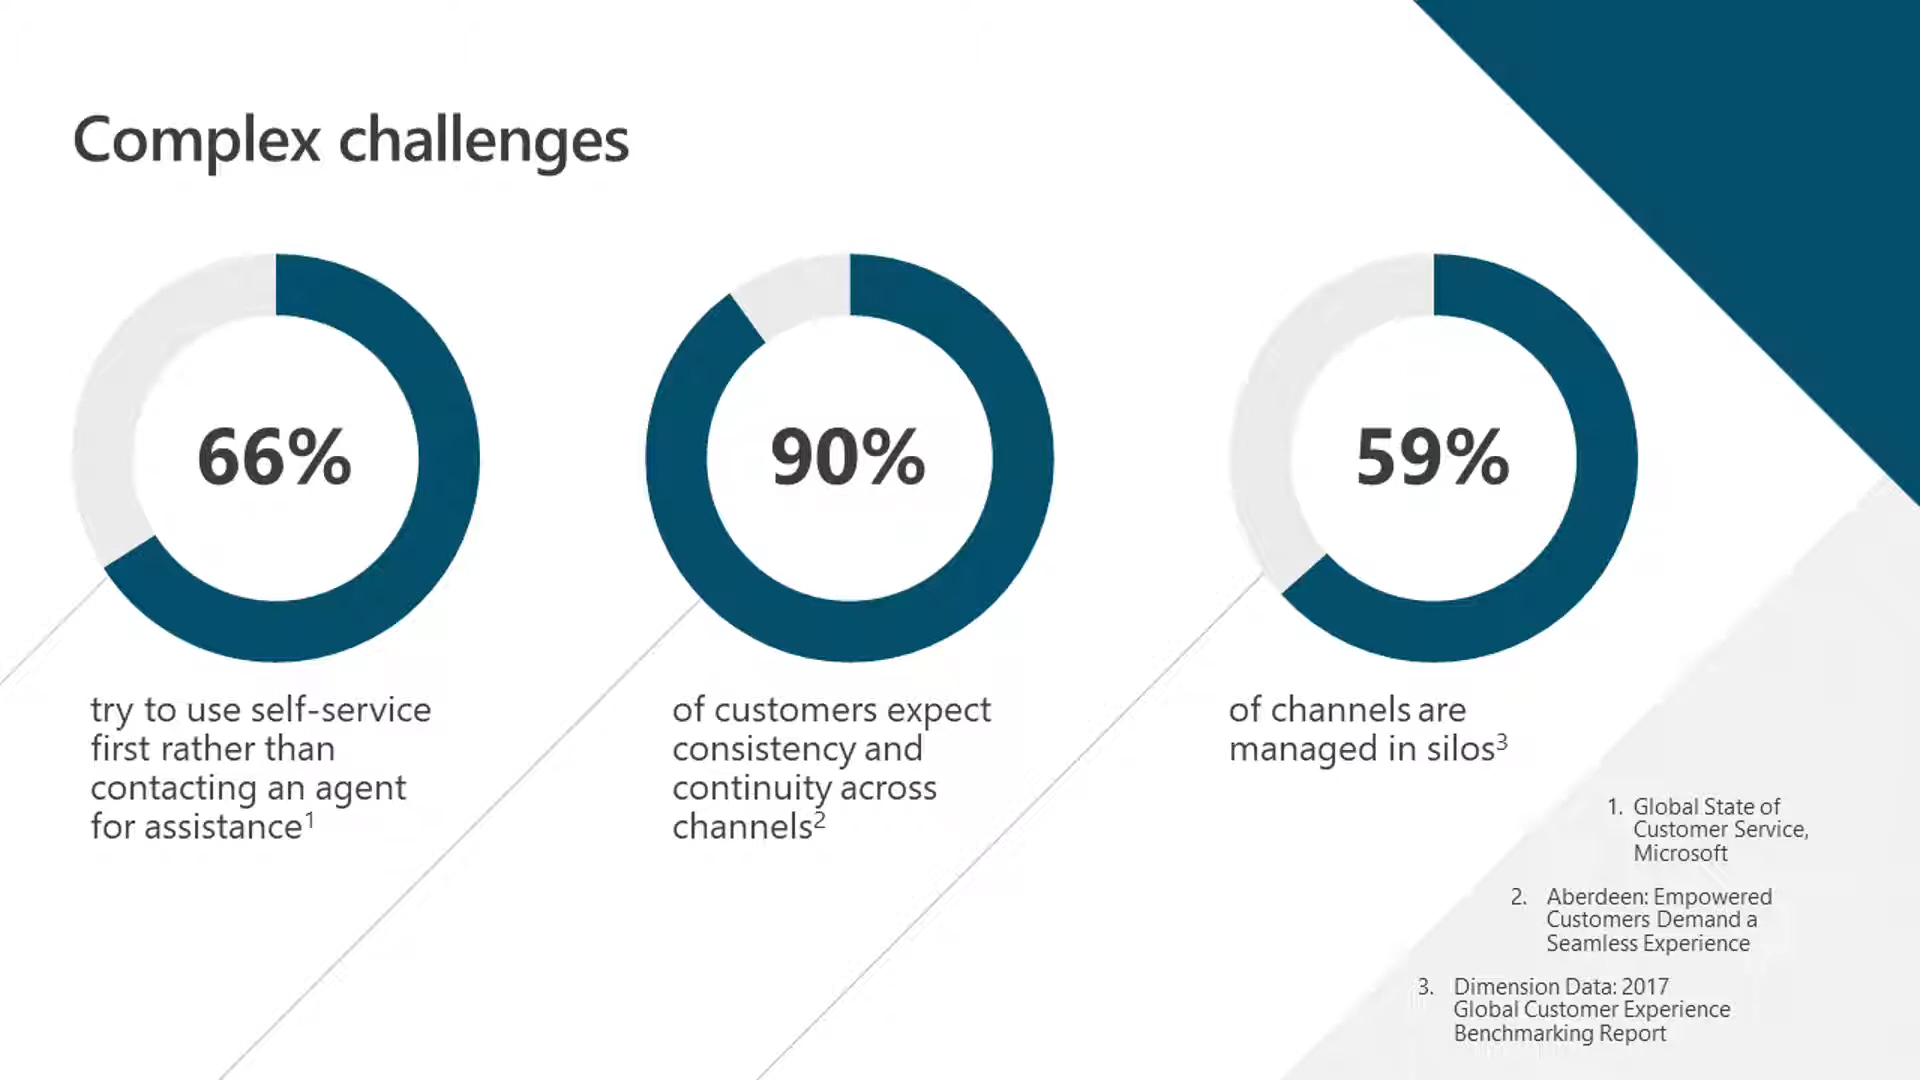 Complex challenges
66%
try to use self-service
first rather than
contacting an agent
for assistance¹
90%
of customers expect
consistency and
continuity across
channels²
59%
of channels are
managed in silos³
1. Global State of
Customer Service,
Microsoft
2. Aberdeen: Empowered
Customers Demand a
Seamless Experience
3. Dimension Data: 2017
Global Customer Experience
Benchmarking Report